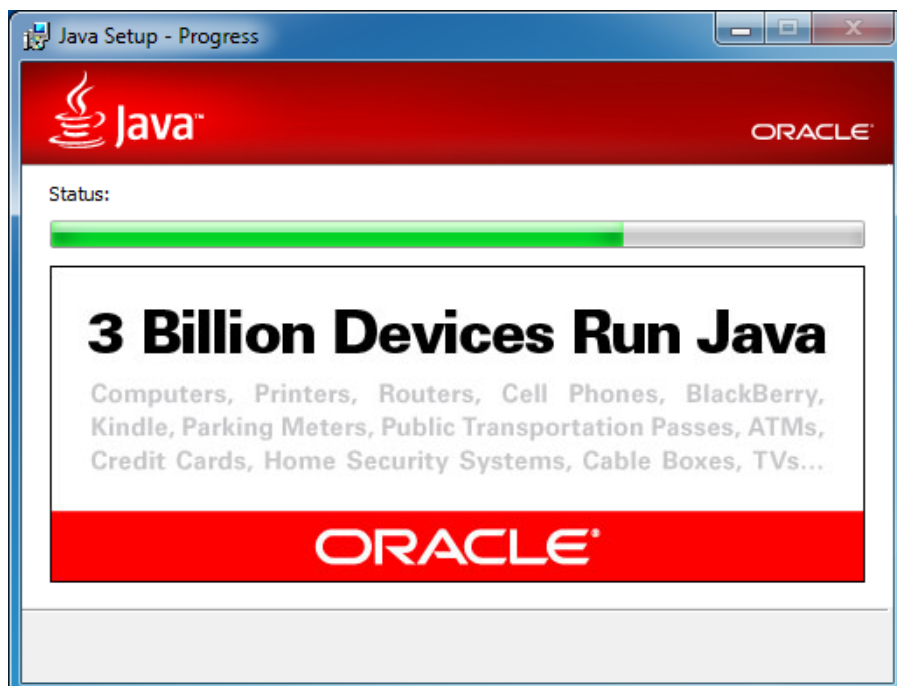 Java Setup - Progress
Java™
ORACLE®
Status:
3 Billion Devices Run Java
Computers, Printers, Routers, Cell Phones, BlackBerry,
Kindle, Parking Meters, Public Transportation Passes, ATMs,
Credit Cards, Home Security Systems, Cable Boxes, TVs...
ORACLE®